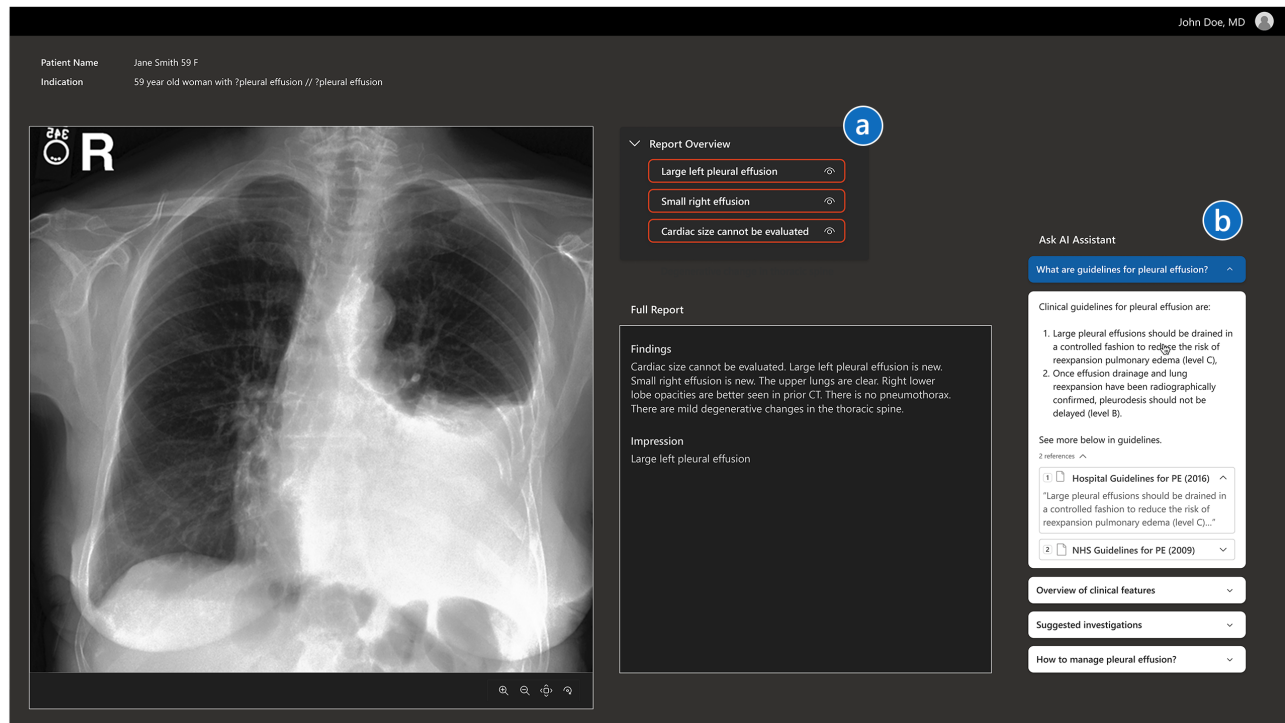 John Doe, MD
Patient Name Jane Smith 59 F
Indication 59 year old woman with ?pleural effusion // ?pleural effusion
345
R
a
Report Overview
Large left pleural effusion
Small right effusion
Cardiac size cannot be evaluated
Full Report
Findings
Cardiac size cannot be evaluated. Large left pleural effusion is new.
Small right effusion is new. The upper lungs are clear. Right lower
lobe opacities are better seen in prior CT. There is no pneumothorax.
There are mild degenerative changes in the thoracic spine.
Impression
Large left pleural effusion
b
Ask AI Assistant
What are guidelines for pleural effusion?
Clinical guidelines for pleural effusion are:
1. Large pleural effusions should be drained in
a controlled fashion to reduce the risk of
reexpansion pulmonary edema (level C),
2. Once effusion drainage and lung
reexpansion have been radiographically
confirmed, pleurodesis should not be
delayed (level B).
See more below in guidelines.
2 references
1 Hospital Guidelines for PE (2016)
“Large pleural effusions should be drained in
a controlled fashion to reduce the risk of
reexpansion pulmonary edema (level C)...”
2 NHS Guidelines for PE (2009)
Overview of clinical features
Suggested investigations
How to manage pleural effusion?